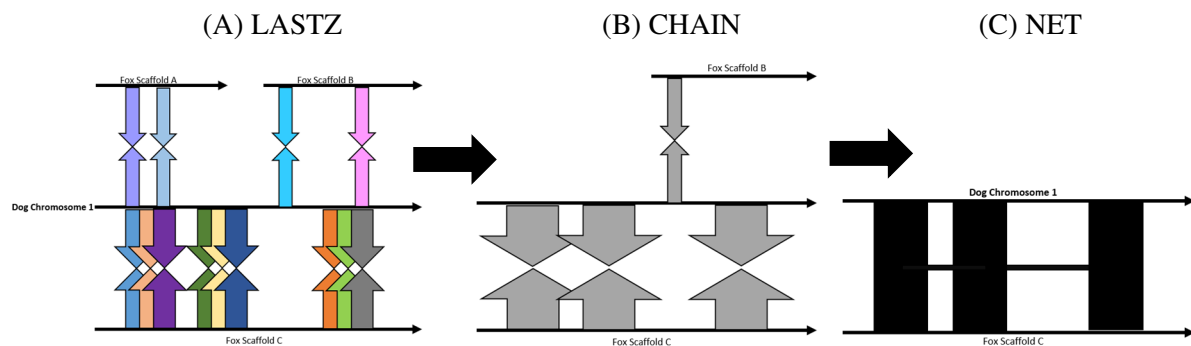 (A) LASTZ
(B) CHAIN
(C) NET
Fox Scaffold A
Fox Scaffold B
Fox Scaffold B
Dog Chromosome 1
Dog Chromosome 1
Fox Scaffold C
Fox Scaffold C
Fox Scaffold C